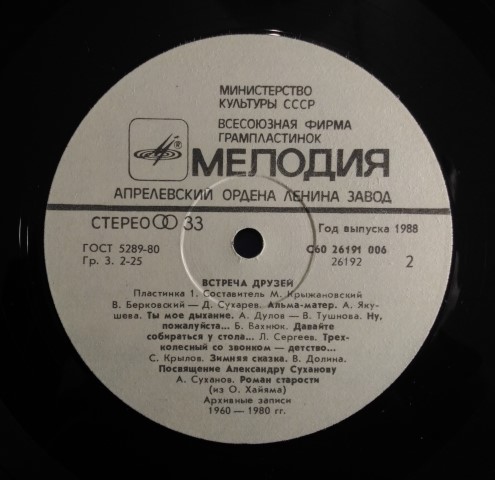 МИНИСТЕРСТВО
КУЛЬТУРЫ СССР
ВСЕСОЮЗНАЯ ФИРМА
ГРАМПЛАСТИНОК
®
МЕЛОДИЯ
АПРЕЛЕВСКИЙ ОРДЕНА ЛЕНИНА ЗАВОД
СТЕРЕО 33
Год выпуска 1988
ГОСТ 5289-80
С60 26191 006
Гр. 3. 2-25
26192
2
ВСТРЕЧА ДРУЗЕЙ
Пластинка 1. Составитель М. Крыжановский
В. Берковский — Д. Сухарев. Альма-матер. А. Яку-
шева. Ты мое дыхание. А. Дулов — В. Тушнова. Ну,
пожалуйста... Б. Вахнюк. Давайте
собираться у стола... Л. Сергеев. Трех-
колесный со звонком — детство...
С. Крылов. Зимняя сказка. В. Долина.
Посвящение Александру Суханову
А. Суханов. Роман старости
(из О. Хайяма)
Архивные записи
1960 — 1980 гг.